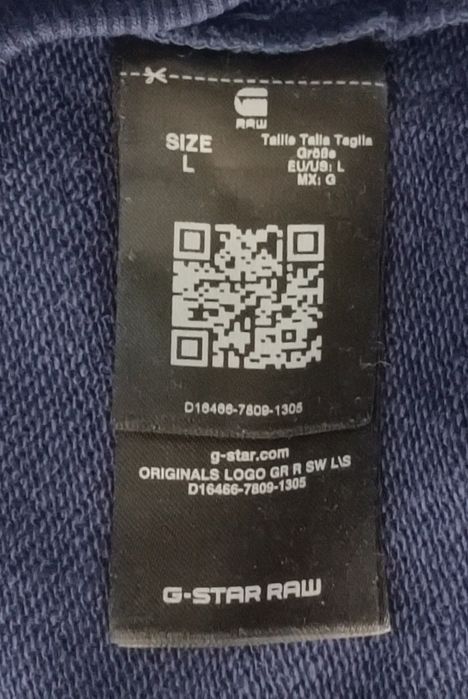 RAW
SIZE
L
Taille Talla Taglia
Größe
EU/US: L
MX: G
D16466-7809-1305
g-star.com
ORIGINALS LOGO GR R SW L\S
D16466-7809-1305
G-STAR RAW